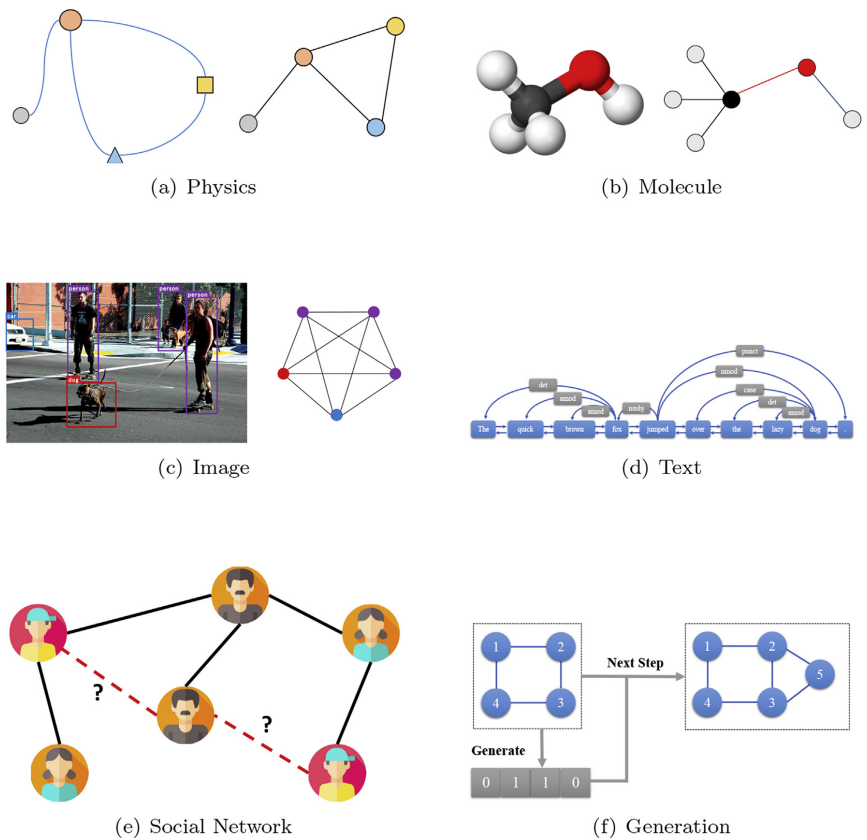 (a) Physics
(b) Molecule
person
person
person
car
dog
(c) Image
punct
nmod
det
case
amod
det
amod
nsubj
amod
The quick brown fox jumped over the lazy dog .
(d) Text
?
?
(e) Social Network
1 2
4 3
Next Step
1 2
5
4 3
Generate
0 1 1 0
(f) Generation